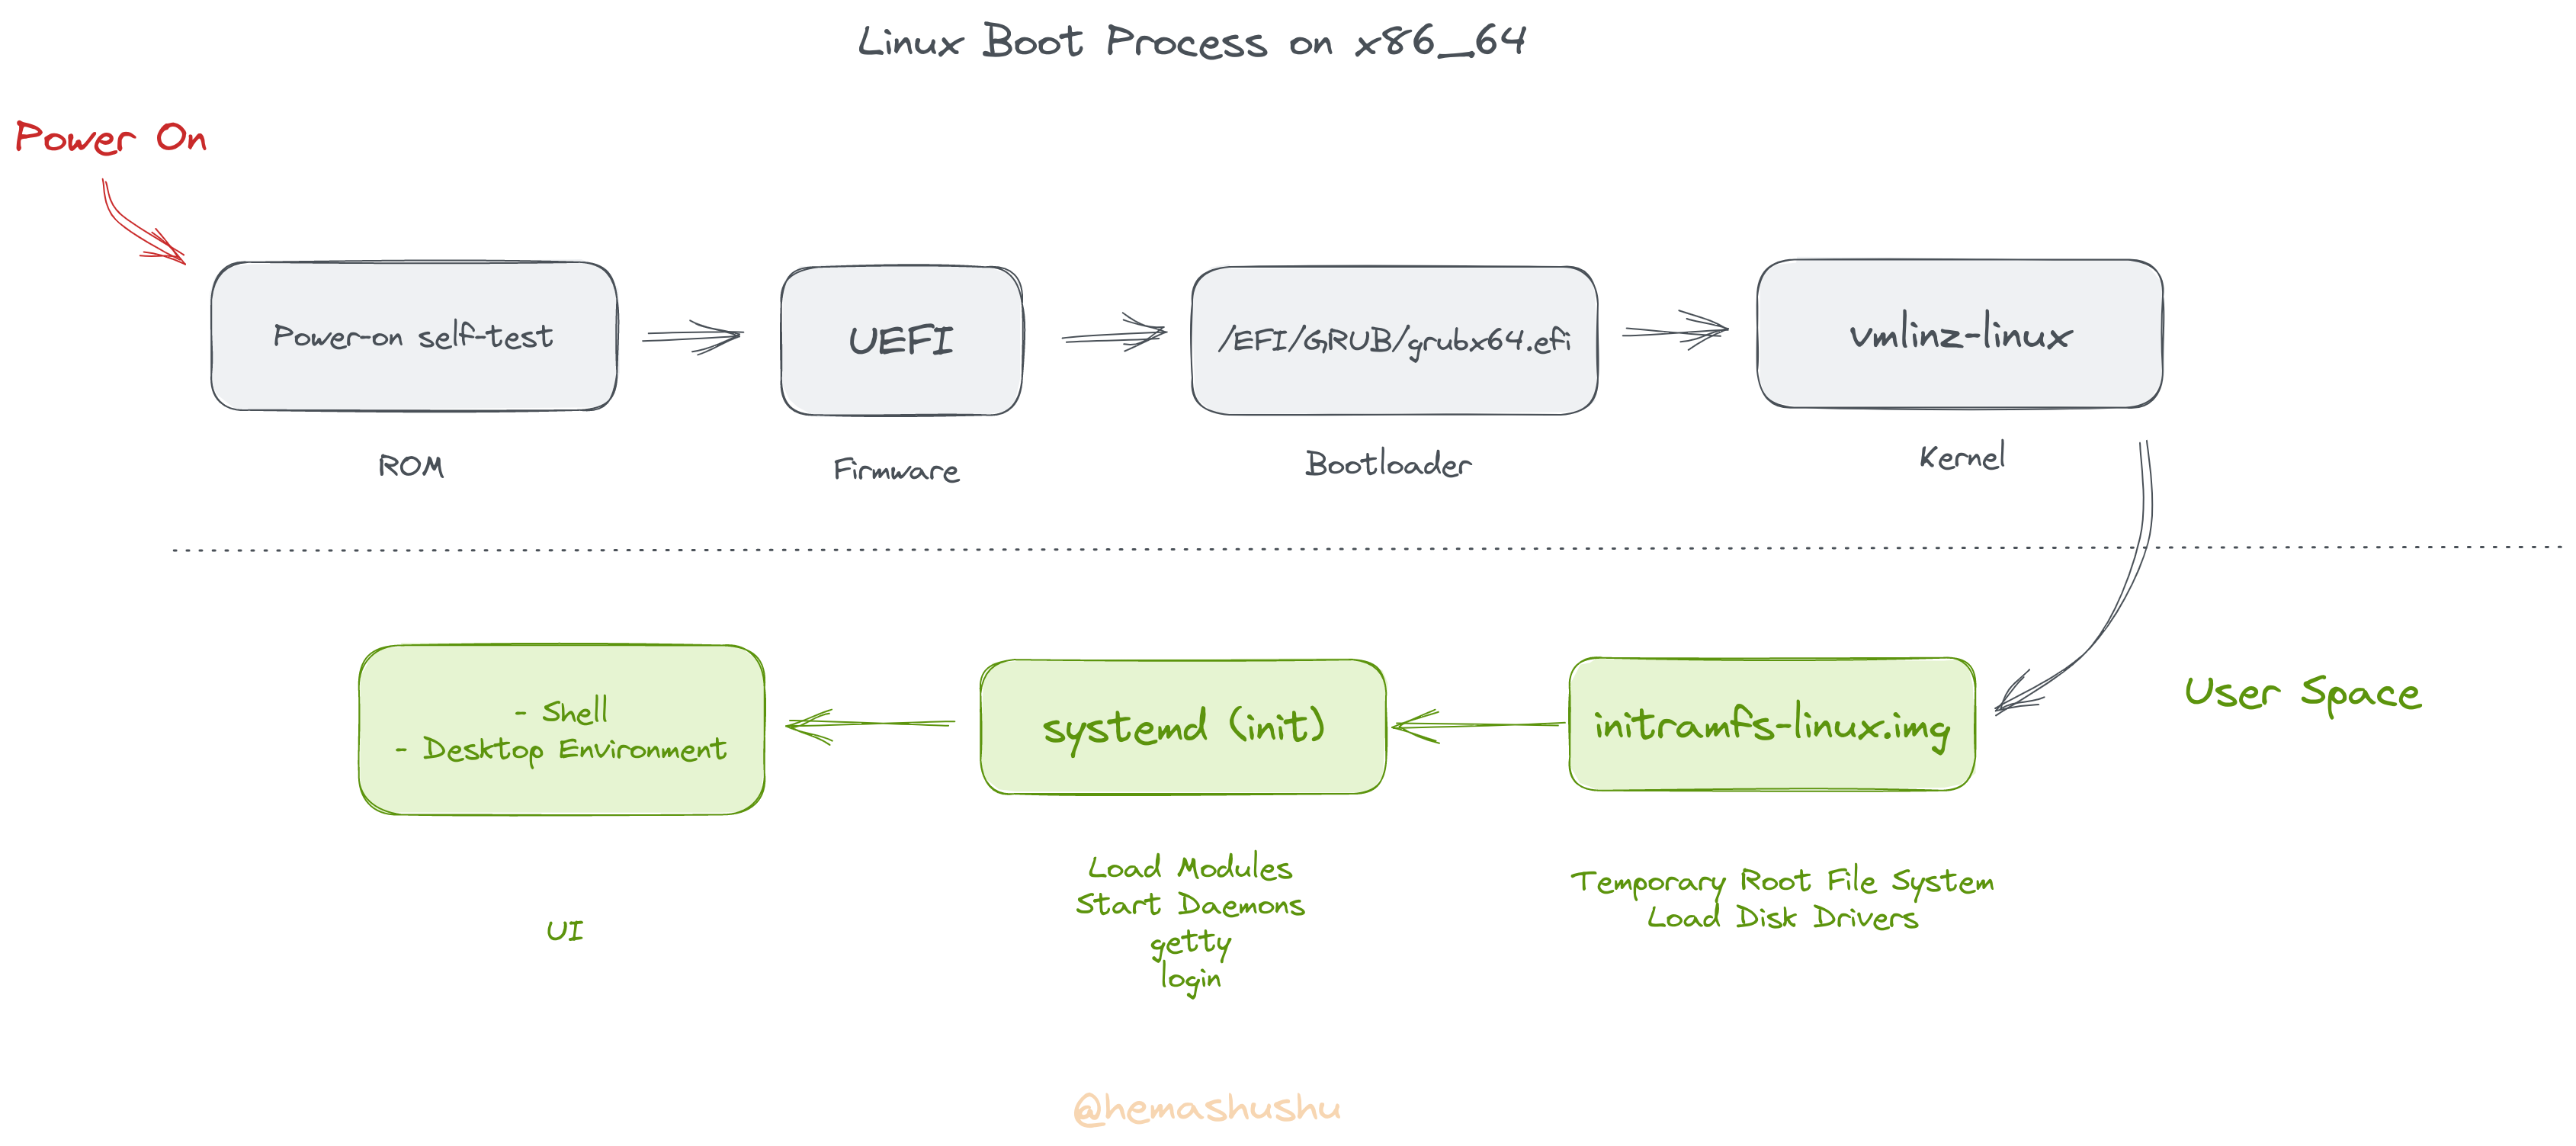 Linux Boot Process on x86_64
Power On
Power-on self-test
UEFI
/EFI/GRUB/grubx64.efi
vmlinz-linux
ROM
Firmware
Bootloader
Kernel
User Space
initramfs-linux.img
Temporary Root File System
Load Disk Drivers
systemd (init)
Load Modules
Start Daemons
getty
login
- Shell
- Desktop Environment
UI
@hemashushu